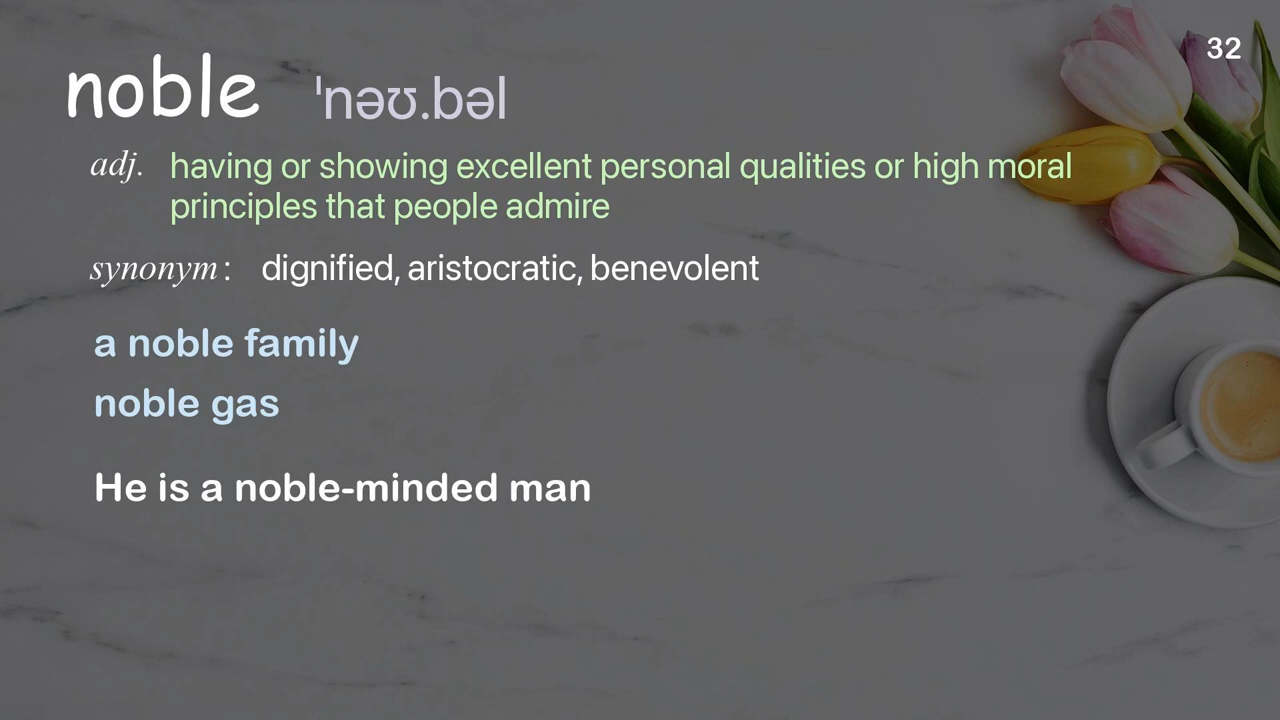 32
noble ˈnəʊ.bəl
adj. having or showing excellent personal qualities or high moral
principles that people admire
synonym : dignified, aristocratic, benevolent
a noble family
noble gas
He is a noble-minded man